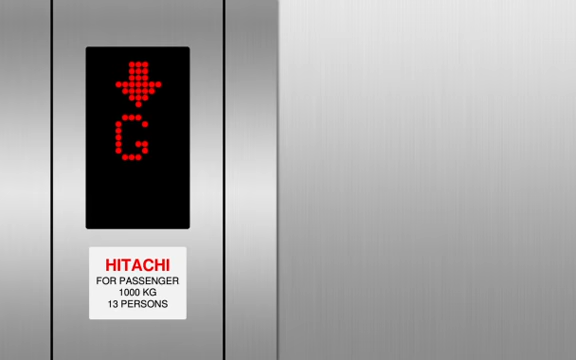 G
HITACHI
FOR PASSENGER
1000 KG
13 PERSONS